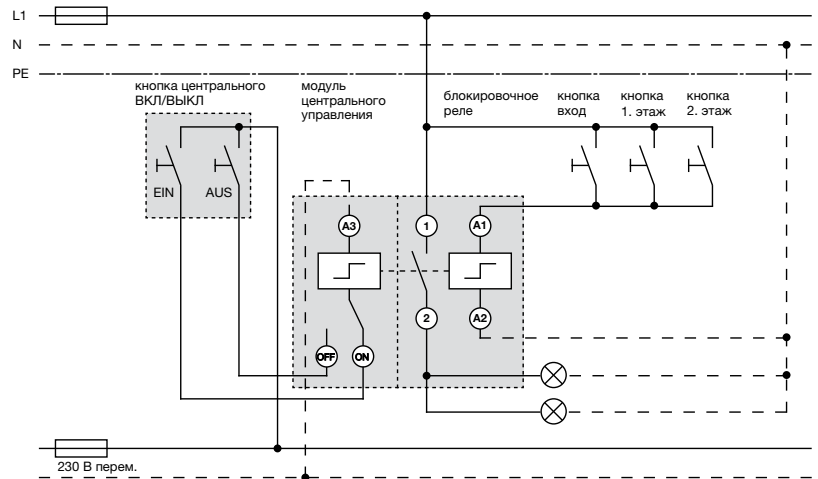 L1
N
PE
кнопка центрального
ВКЛ/ВЫКЛ
модуль
центрального
управления
блокировочное
реле
кнопка
вход
кнопка
1. этаж
кнопка
2. этаж
EIN
AUS
A3
1
A1
2
A2
OFF
ON
230 В перем.